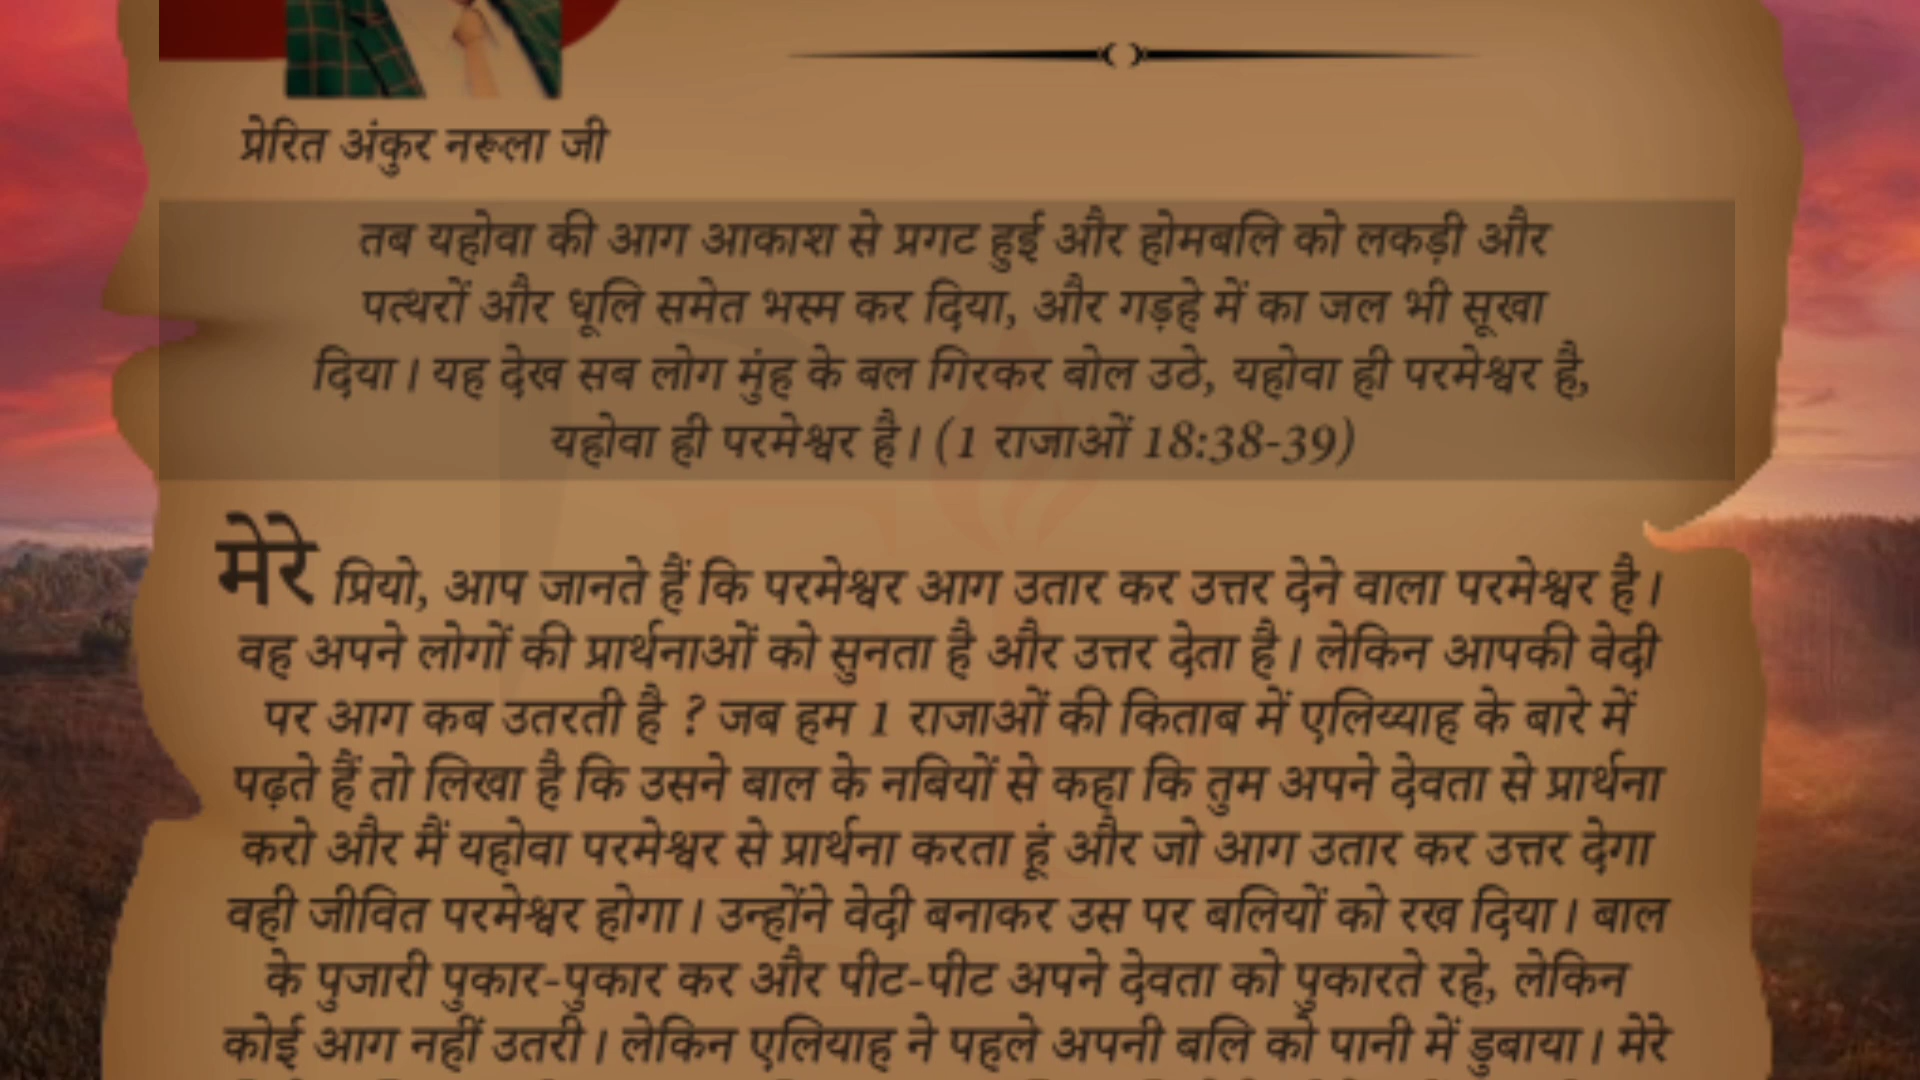 प्रेरित अंकुर नरूला जी
तब यहोवा की आग आकाश से प्रगट हुई और होमबलि को लकड़ी और
पत्थरों और धूलि समेत भस्म कर दिया, और गड़हे में का जल भी सूखा
दिया। यह देख सब लोग मुंह के बल गिरकर बोल उठे, यहोवा ही परमेश्वर है,
यहोवा ही परमेश्वर है। (1 राजाओं 18:38-39)
मेरे प्रियो, आप जानते हैं कि परमेश्वर आग उतार कर उत्तर देने वाला परमेश्वर है।
वह अपने लोगों की प्रार्थनाओं को सुनता है और उत्तर देता है। लेकिन आपकी वेदी
पर आग कब उतरती है ? जब हम 1 राजाओं की किताब में एलिय्याह के बारे में
पढ़ते हैं तो लिखा है कि उसने बाल के नबियों से कहा कि तुम अपने देवता से प्रार्थना
करो और मैं यहोवा परमेश्वर से प्रार्थना करता हूं और जो आग उतार कर उत्तर देगा
वही जीवित परमेश्वर होगा। उन्होंने वेदी बनाकर उस पर बलियों को रख दिया। बाल
के पुजारी पुकार-पुकार कर और पीट-पीट अपने देवता को पुकारते रहे, लेकिन
कोई आग नहीं उतरी। लेकिन एलियाह ने पहले अपनी बलि को पानी में डुबाया। मेरे